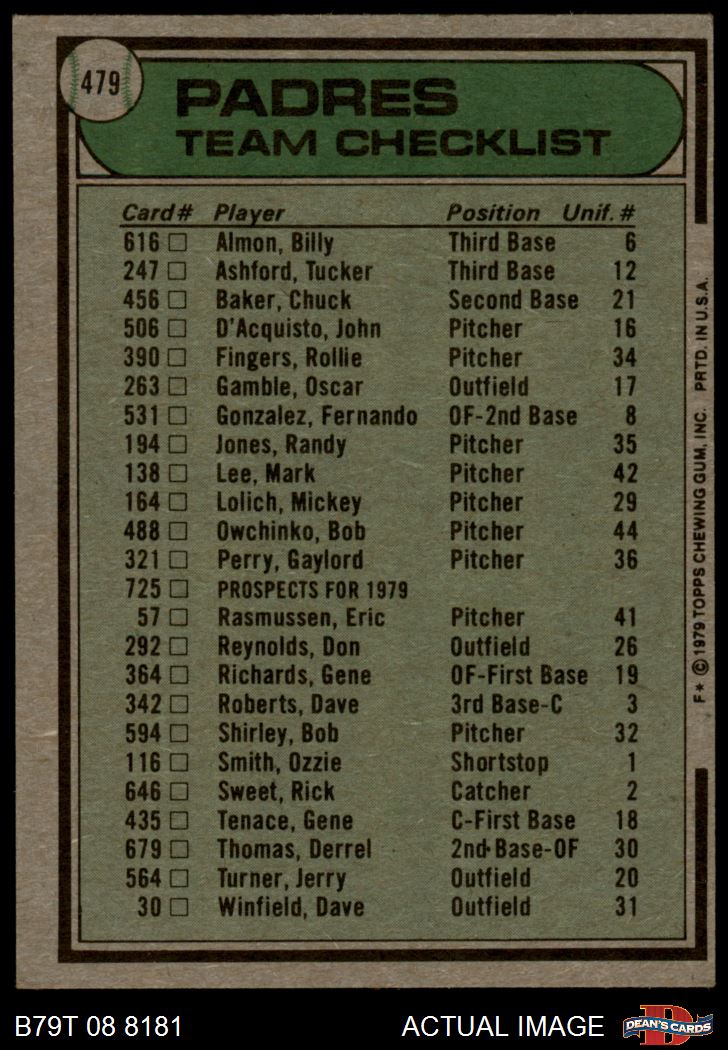 479
PADRES
TEAM CHECKLIST
Card# Player Position Unif. #
616 □ Almon, Billy Third Base 6
247 □ Ashford, Tucker Third Base 12
456 □ Baker, Chuck Second Base 21
506 □ D'Acquisto, John Pitcher 16
390 □ Fingers, Rollie Pitcher 34
263 □ Gamble, Oscar Outfield 17
531 □ Gonzalez, Fernando OF-2nd Base 8
194 □ Jones, Randy Pitcher 35
138 □ Lee, Mark Pitcher 42
164 □ Lolich, Mickey Pitcher 29
488 □ Owchinko, Bob Pitcher 44
321 □ Perry, Gaylord Pitcher 36
725 □ PROSPECTS FOR 1979
57 □ Rasmussen, Eric Pitcher 41
292 □ Reynolds, Don Outfield 26
364 □ Richards, Gene OF-First Base 19
342 □ Roberts, Dave 3rd Base-C 3
594 □ Shirley, Bob Pitcher 32
116 □ Smith, Ozzie Shortstop 1
646 □ Sweet, Rick Catcher 2
435 □ Tenace, Gene C-First Base 18
679 □ Thomas, Derrel 2nd Base-OF 30
564 □ Turner, Jerry Outfield 20
30 □ Winfield, Dave Outfield 31
F* © 1979 TOPPS CHEWING GUM, INC. PRTD. IN U.S.A.
B79T 08 8181 ACTUAL IMAGE
D
DEAN'S CARDS